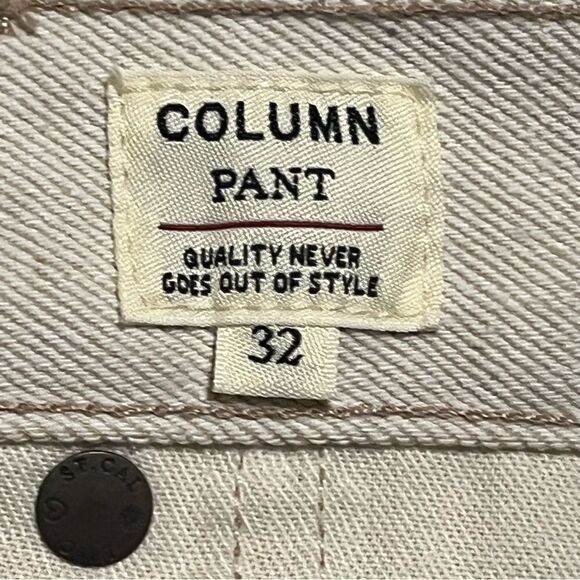 COLUMN
PANT
QUALITY NEVER
GOES OUT OF STYLE
32
ST. CAL